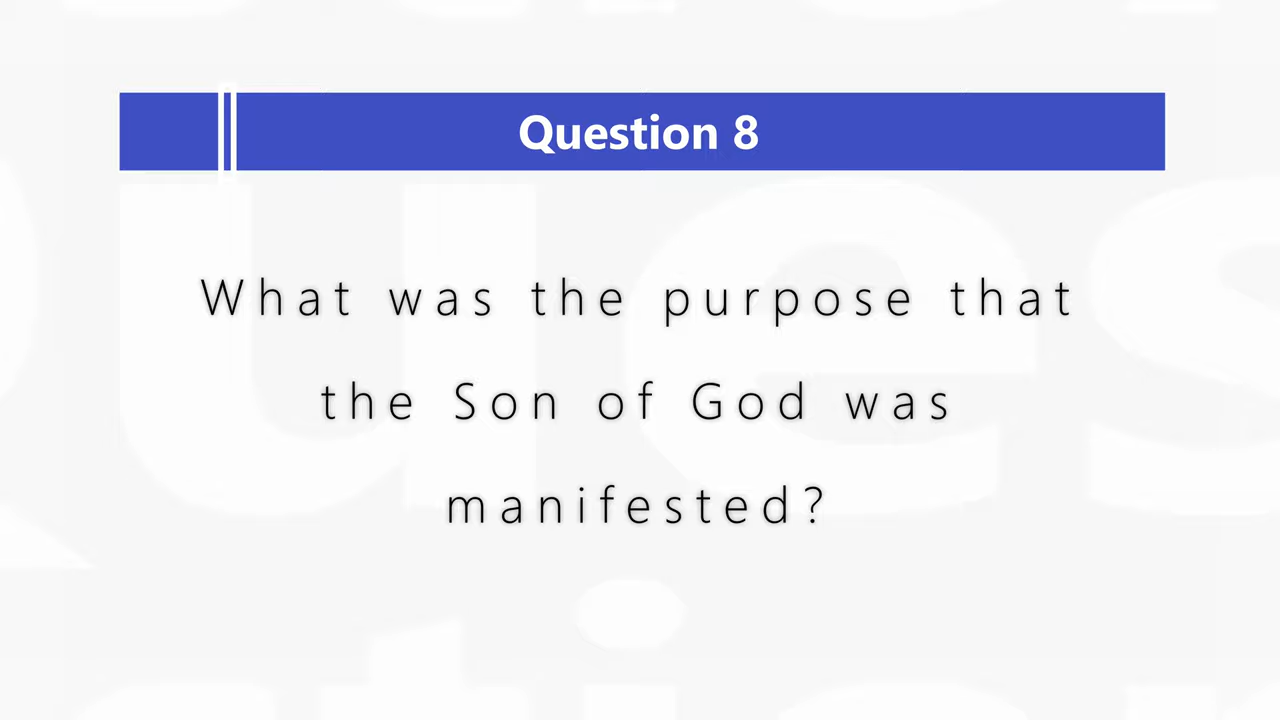 Question 8
What was the purpose that
the Son of God was
manifested?